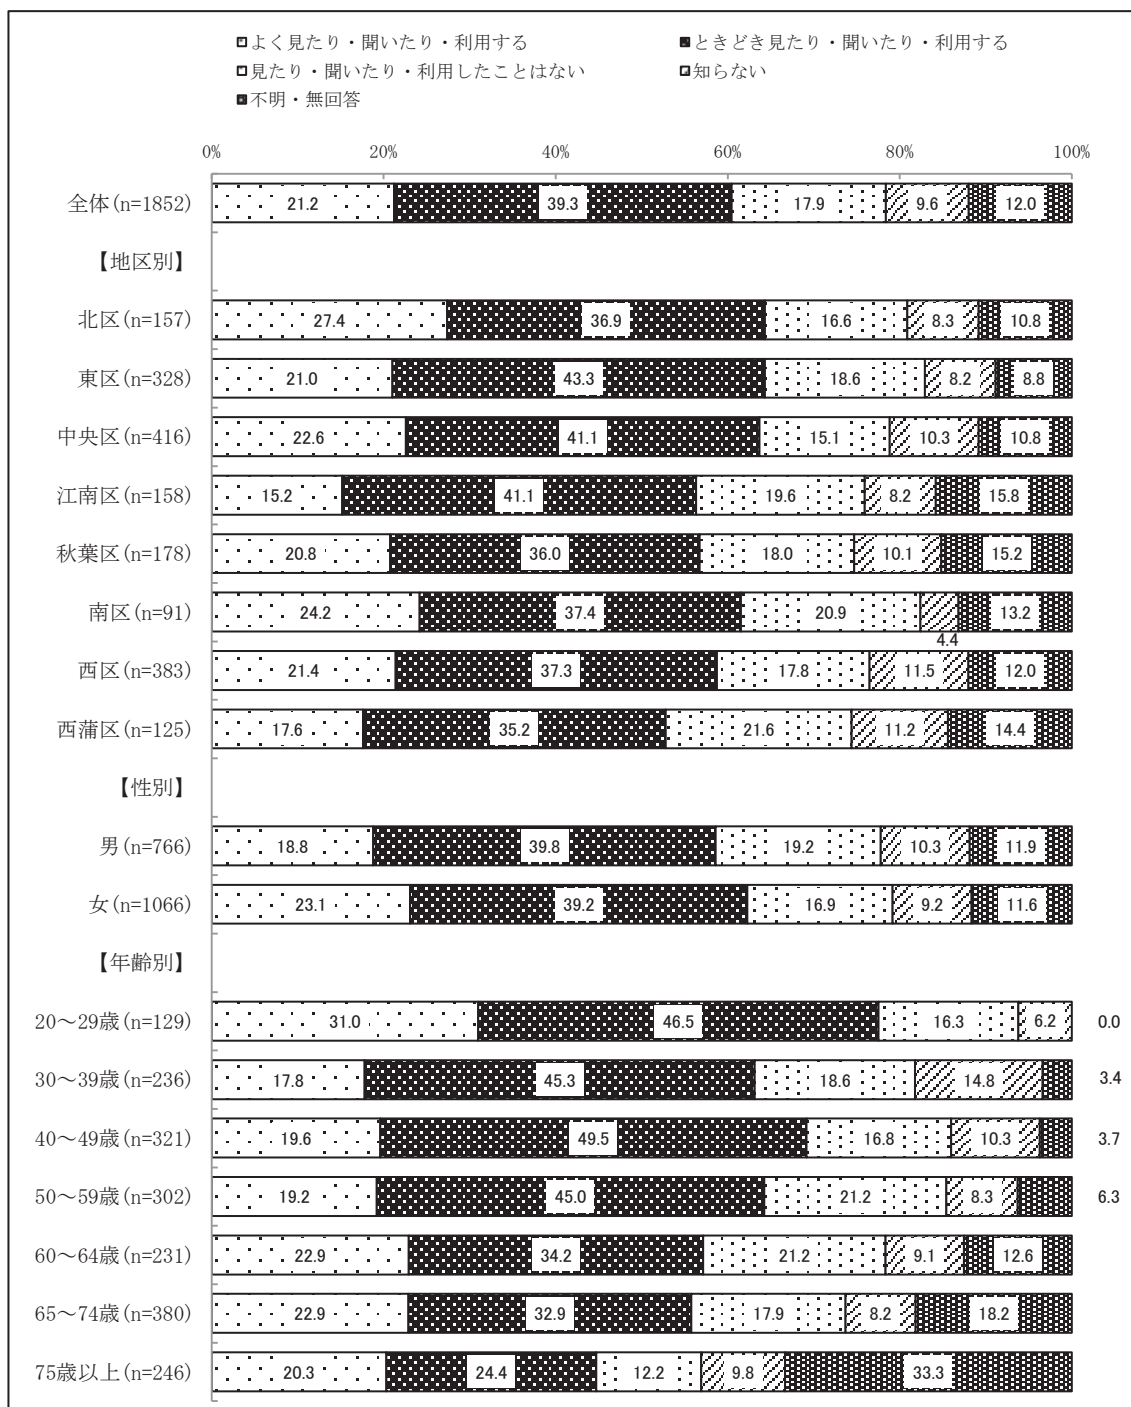 よく見たり・聞いたり・利用する ときどき見たり・聞いたり・利用する
見たり・聞いたり・利用したことはない 知らない
不明・無回答
0% 20% 40% 60% 80% 100%
全体(n=1852) 21.2 39.3 17.9 9.6 12.0
【地区別】
北区(n=157) 27.4 36.9 16.6 8.3 10.8
東区(n=328) 21.0 43.3 18.6 8.2 8.8
中央区(n=416) 22.6 41.1 15.1 10.3 10.8
江南区(n=158) 15.2 41.1 19.6 8.2 15.8
秋葉区(n=178) 20.8 36.0 18.0 10.1 15.2
南区(n=91) 24.2 37.4 20.9 4.4 13.2
西区(n=383) 21.4 37.3 17.8 11.5 12.0
西蒲区(n=125) 17.6 35.2 21.6 11.2 14.4
【性別】
男(n=766) 18.8 39.8 19.2 10.3 11.9
女(n=1066) 23.1 39.2 16.9 9.2 11.6
【年齢別】
20～29歳(n=129) 31.0 46.5 16.3 6.2 0.0
30～39歳(n=236) 17.8 45.3 18.6 14.8 3.4
40～49歳(n=321) 19.6 49.5 16.8 10.3 3.7
50～59歳(n=302) 19.2 45.0 21.2 8.3 6.3
60～64歳(n=231) 22.9 34.2 21.2 9.1 12.6
65～74歳(n=380) 22.9 32.9 17.9 8.2 18.2
75歳以上(n=246) 20.3 24.4 12.2 9.8 33.3